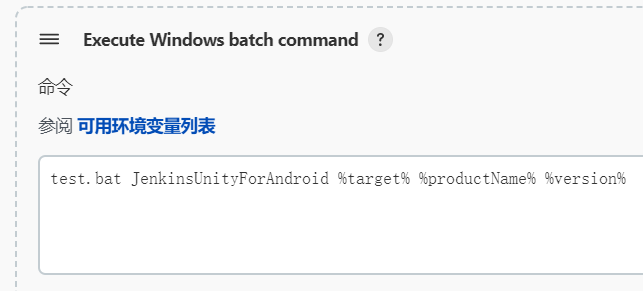 Execute Windows batch command ?
命令
参阅 可用环境变量列表
test.bat JenkinsUnityForAndroid %target% %productName% %version%